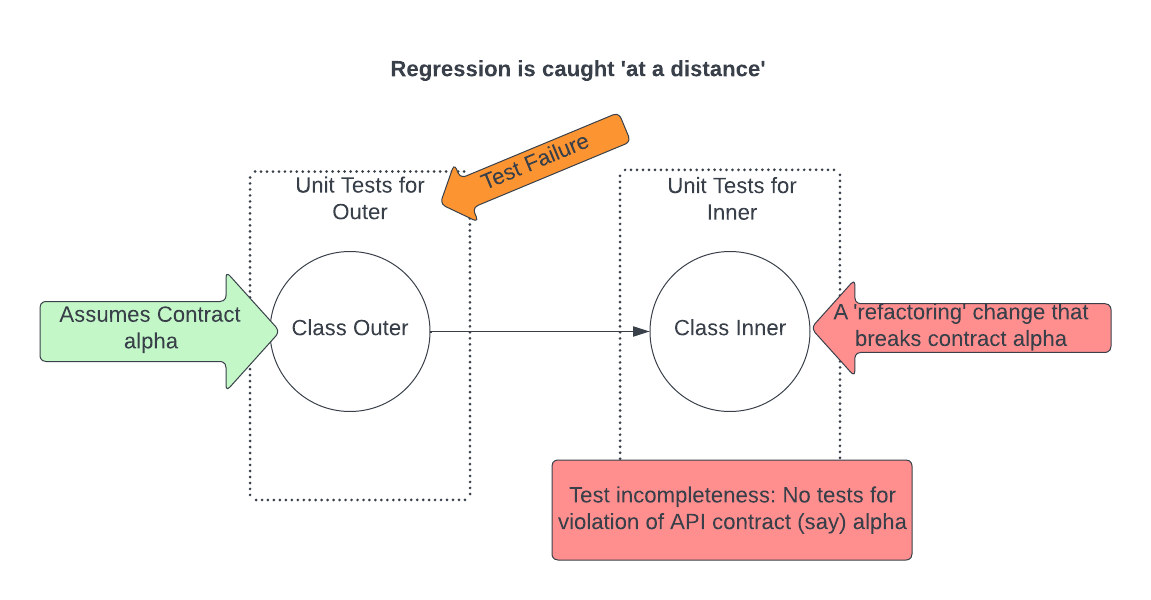 Regression is caught 'at a distance'
Test Failure
Unit Tests for
Outer
Unit Tests for
Inner
Assumes Contract
alpha
Class Outer
Class Inner
A 'refactoring' change that
breaks contract alpha
Test incompleteness: No tests for
violation of API contract (say) alpha